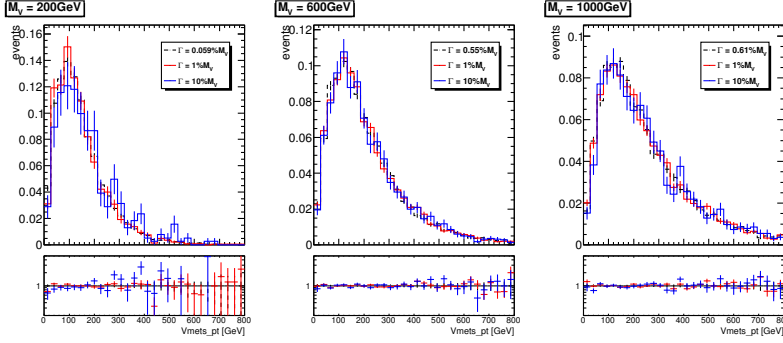 M_V = 200GeV
events
0.16
0.14
0.12
0.1
0.08
0.06
0.04
0.02
0
Γ = 0.059%M_V
Γ = 1%M_V
Γ = 10%M_V
1
0 100 200 300 400 500 600 700 800
Vmets_pt [GeV]
M_V = 600GeV
events
0.12
0.1
0.08
0.06
0.04
0.02
0
Γ = 0.55%M_V
Γ = 1%M_V
Γ = 10%M_V
1
0 100 200 300 400 500 600 700 800
Vmets_pt [GeV]
M_V = 1000GeV
events
0.1
0.08
0.06
0.04
0.02
0
Γ = 0.61%M_V
Γ = 1%M_V
Γ = 10%M_V
1
0 100 200 300 400 500 600 700 800
Vmets_pt [GeV]